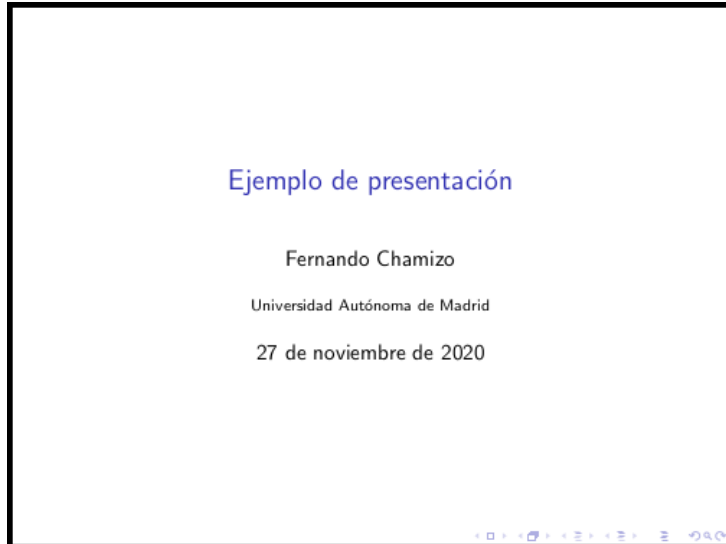 Ejemplo de presentación
Fernando Chamizo
Universidad Autónoma de Madrid
27 de noviembre de 2020